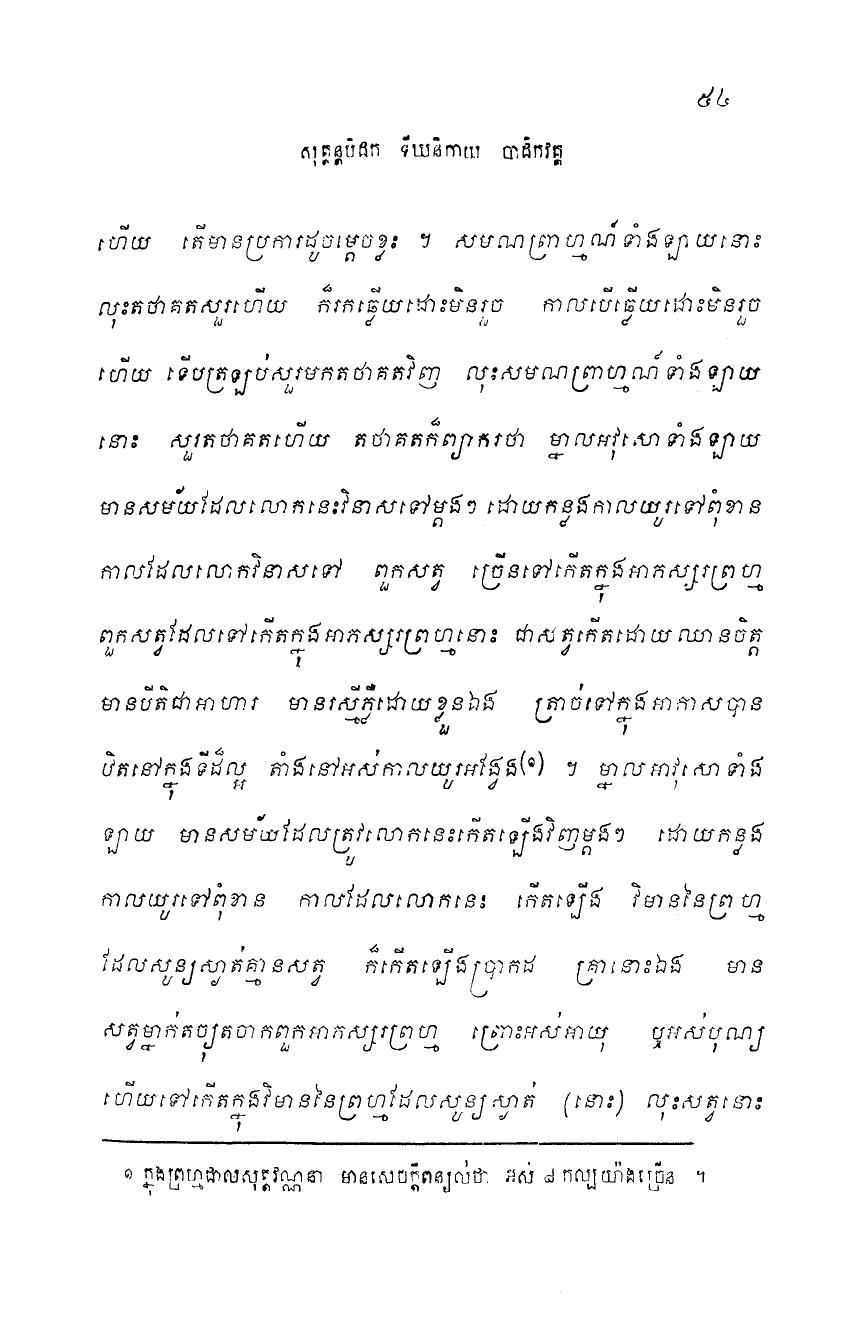 ៥៤
សុត្តន្តបិដក ទីឃនិកាយ បាដិកវគ្គ
ហើយ តើមានប្រការដូចម្ដេចខ្លះ ។ សមណព្រាហ្មណ៍ទាំងឡាយនោះ
លុះតថាគតសួរហើយ ក៏រកធ្លើយដោះមិនរួច កាលបើធ្លើយដោះមិនរួច
ហើយ ទើបត្រឡប់សួរមកតថាគតវិញ លុះសមណព្រាហ្មណ៍ទាំងឡាយ
នោះ សួរតថាគតហើយ តថាគតក៏ព្យាករថា ម្នាលអាវុសោទាំងឡាយ
មានសម័យដែលលោកនេះវិនាសទៅម្ដងៗ ដោយកន្លងកាលយូរទៅពុំខាន
កាលដែលលោកវិនាសទៅ ពួកសត្វ ច្រើនទៅកើតក្នុងអាភស្សរព្រហ្ម
ពួកសត្វដែលទៅកើតក្នុងអាភស្សរព្រហ្មនោះ ជាសត្វកើតដោយឈានចិត្ត
មានបីតិជាអាហារ មានរស្មីភ្លឺដោយខ្លួនឯង ត្រាច់ទៅក្នុងអាកាសបាន
ឋិតនៅក្នុងទីដ៏ល្អ តាំងនៅអស់កាលយូរអង្វែង(១) ។ ម្នាលអាវុសោទាំង
ឡាយ មានសម័យដែលត្រូវលោកនេះកើតឡើងវិញម្ដងៗ ដោយកន្លង
កាលយូរទៅពុំខាន កាលដែលលោកនេះ កើតឡើង វិមាននៃព្រហ្ម
ដែលសូន្យស្ងាត់គ្មានសត្វ ក៏កើតឡើងប្រាកដ គ្រានោះឯង មាន
សត្វម្នាក់តច្យុតចាកពួកអាភស្សរព្រហ្ម ព្រោះអស់អាយុ ឬអស់បុណ្យ
ហើយទៅកើតក្នុងវិមាននៃព្រហ្មដែលសូន្យស្ងាត់ (នោះ) លុះសត្វនោះ
១ ក្នុងព្រហ្មជាលសុត្តវណ្ណនា មានសេចក្ដីពន្យល់ថា អស់ ៨ កល្បយ៉ាងច្រើន ។